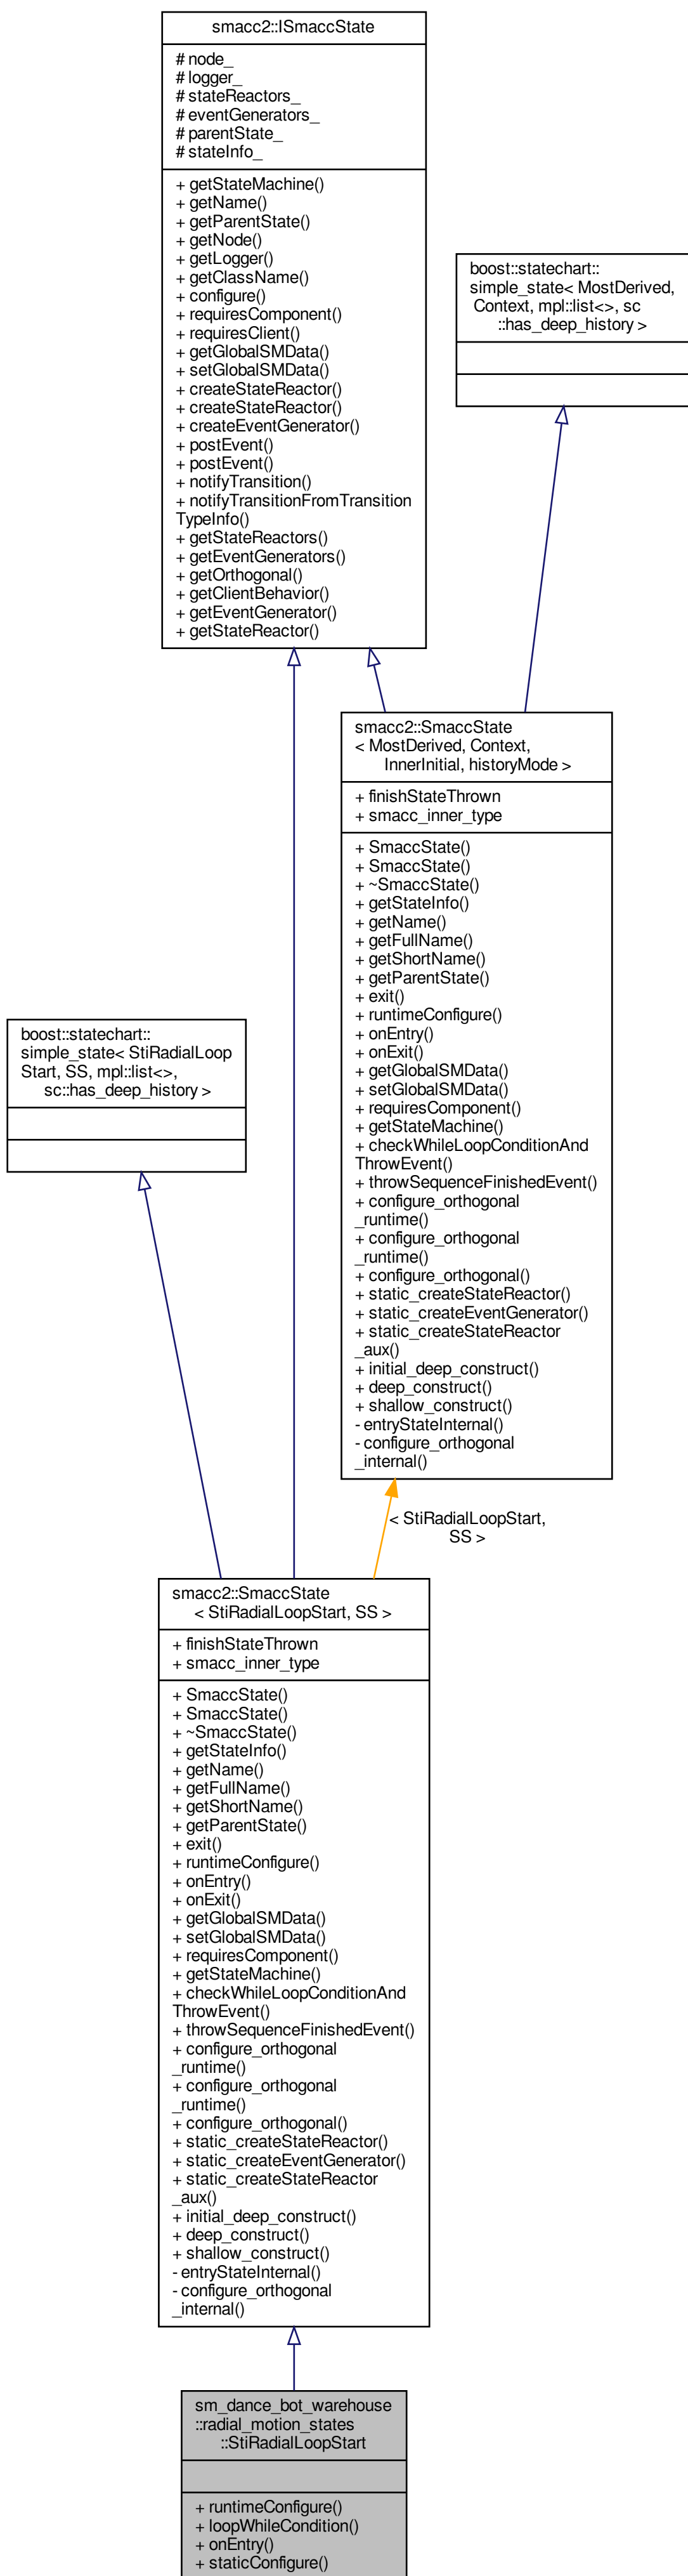 smacc2::ISmaccState
# node_
# logger_
# stateReactors_
# eventGenerators_
# parentState_
# stateInfo_
+ getStateMachine()
+ getName()
+ getParentState()
+ getNode()
+ getLogger()
+ getClassName()
+ configure()
+ requiresComponent()
+ requiresClient()
+ getGlobalSMData()
+ setGlobalSMData()
+ createStateReactor()
+ createStateReactor()
+ createEventGenerator()
+ postEvent()
+ postEvent()
+ notifyTransition()
+ notifyTransitionFromTransition
TypeInfo()
+ getStateReactors()
+ getEventGenerators()
+ getOrthogonal()
+ getClientBehavior()
+ getEventGenerator()
+ getStateReactor()
boost::statechart::
simple_state< MostDerived,
Context, mpl::list<>, sc
::has_deep_history >
smacc2::SmaccState
< MostDerived, Context,
InnerInitial, historyMode >
+ finishStateThrown
+ smacc_inner_type
+ SmaccState()
+ SmaccState()
+ ~SmaccState()
+ getStateInfo()
+ getName()
+ getFullName()
+ getShortName()
+ getParentState()
+ exit()
+ runtimeConfigure()
+ onEntry()
+ onExit()
+ getGlobalSMData()
+ setGlobalSMData()
+ requiresComponent()
+ getStateMachine()
+ checkWhileLoopConditionAnd
ThrowEvent()
+ throwSequenceFinishedEvent()
+ configure_orthogonal
_runtime()
+ configure_orthogonal
_runtime()
+ configure_orthogonal()
+ static_createStateReactor()
+ static_createEventGenerator()
+ static_createStateReactor
_aux()
+ initial_deep_construct()
+ deep_construct()
+ shallow_construct()
- entryStateInternal()
- configure_orthogonal
_internal()
boost::statechart::
simple_state< StiRadialLoop
Start, SS, mpl::list<>,
sc::has_deep_history >
< StiRadialLoopStart,
SS >
smacc2::SmaccState
< StiRadialLoopStart, SS >
+ finishStateThrown
+ smacc_inner_type
+ SmaccState()
+ SmaccState()
+ ~SmaccState()
+ getStateInfo()
+ getName()
+ getFullName()
+ getShortName()
+ getParentState()
+ exit()
+ runtimeConfigure()
+ onEntry()
+ onExit()
+ getGlobalSMData()
+ setGlobalSMData()
+ requiresComponent()
+ getStateMachine()
+ checkWhileLoopConditionAnd
ThrowEvent()
+ throwSequenceFinishedEvent()
+ configure_orthogonal
_runtime()
+ configure_orthogonal
_runtime()
+ configure_orthogonal()
+ static_createStateReactor()
+ static_createEventGenerator()
+ static_createStateReactor
_aux()
+ initial_deep_construct()
+ deep_construct()
+ shallow_construct()
- entryStateInternal()
- configure_orthogonal
_internal()
sm_dance_bot_warehouse
::radial_motion_states
::StiRadialLoopStart
+ runtimeConfigure()
+ loopWhileCondition()
+ onEntry()
+ staticConfigure()